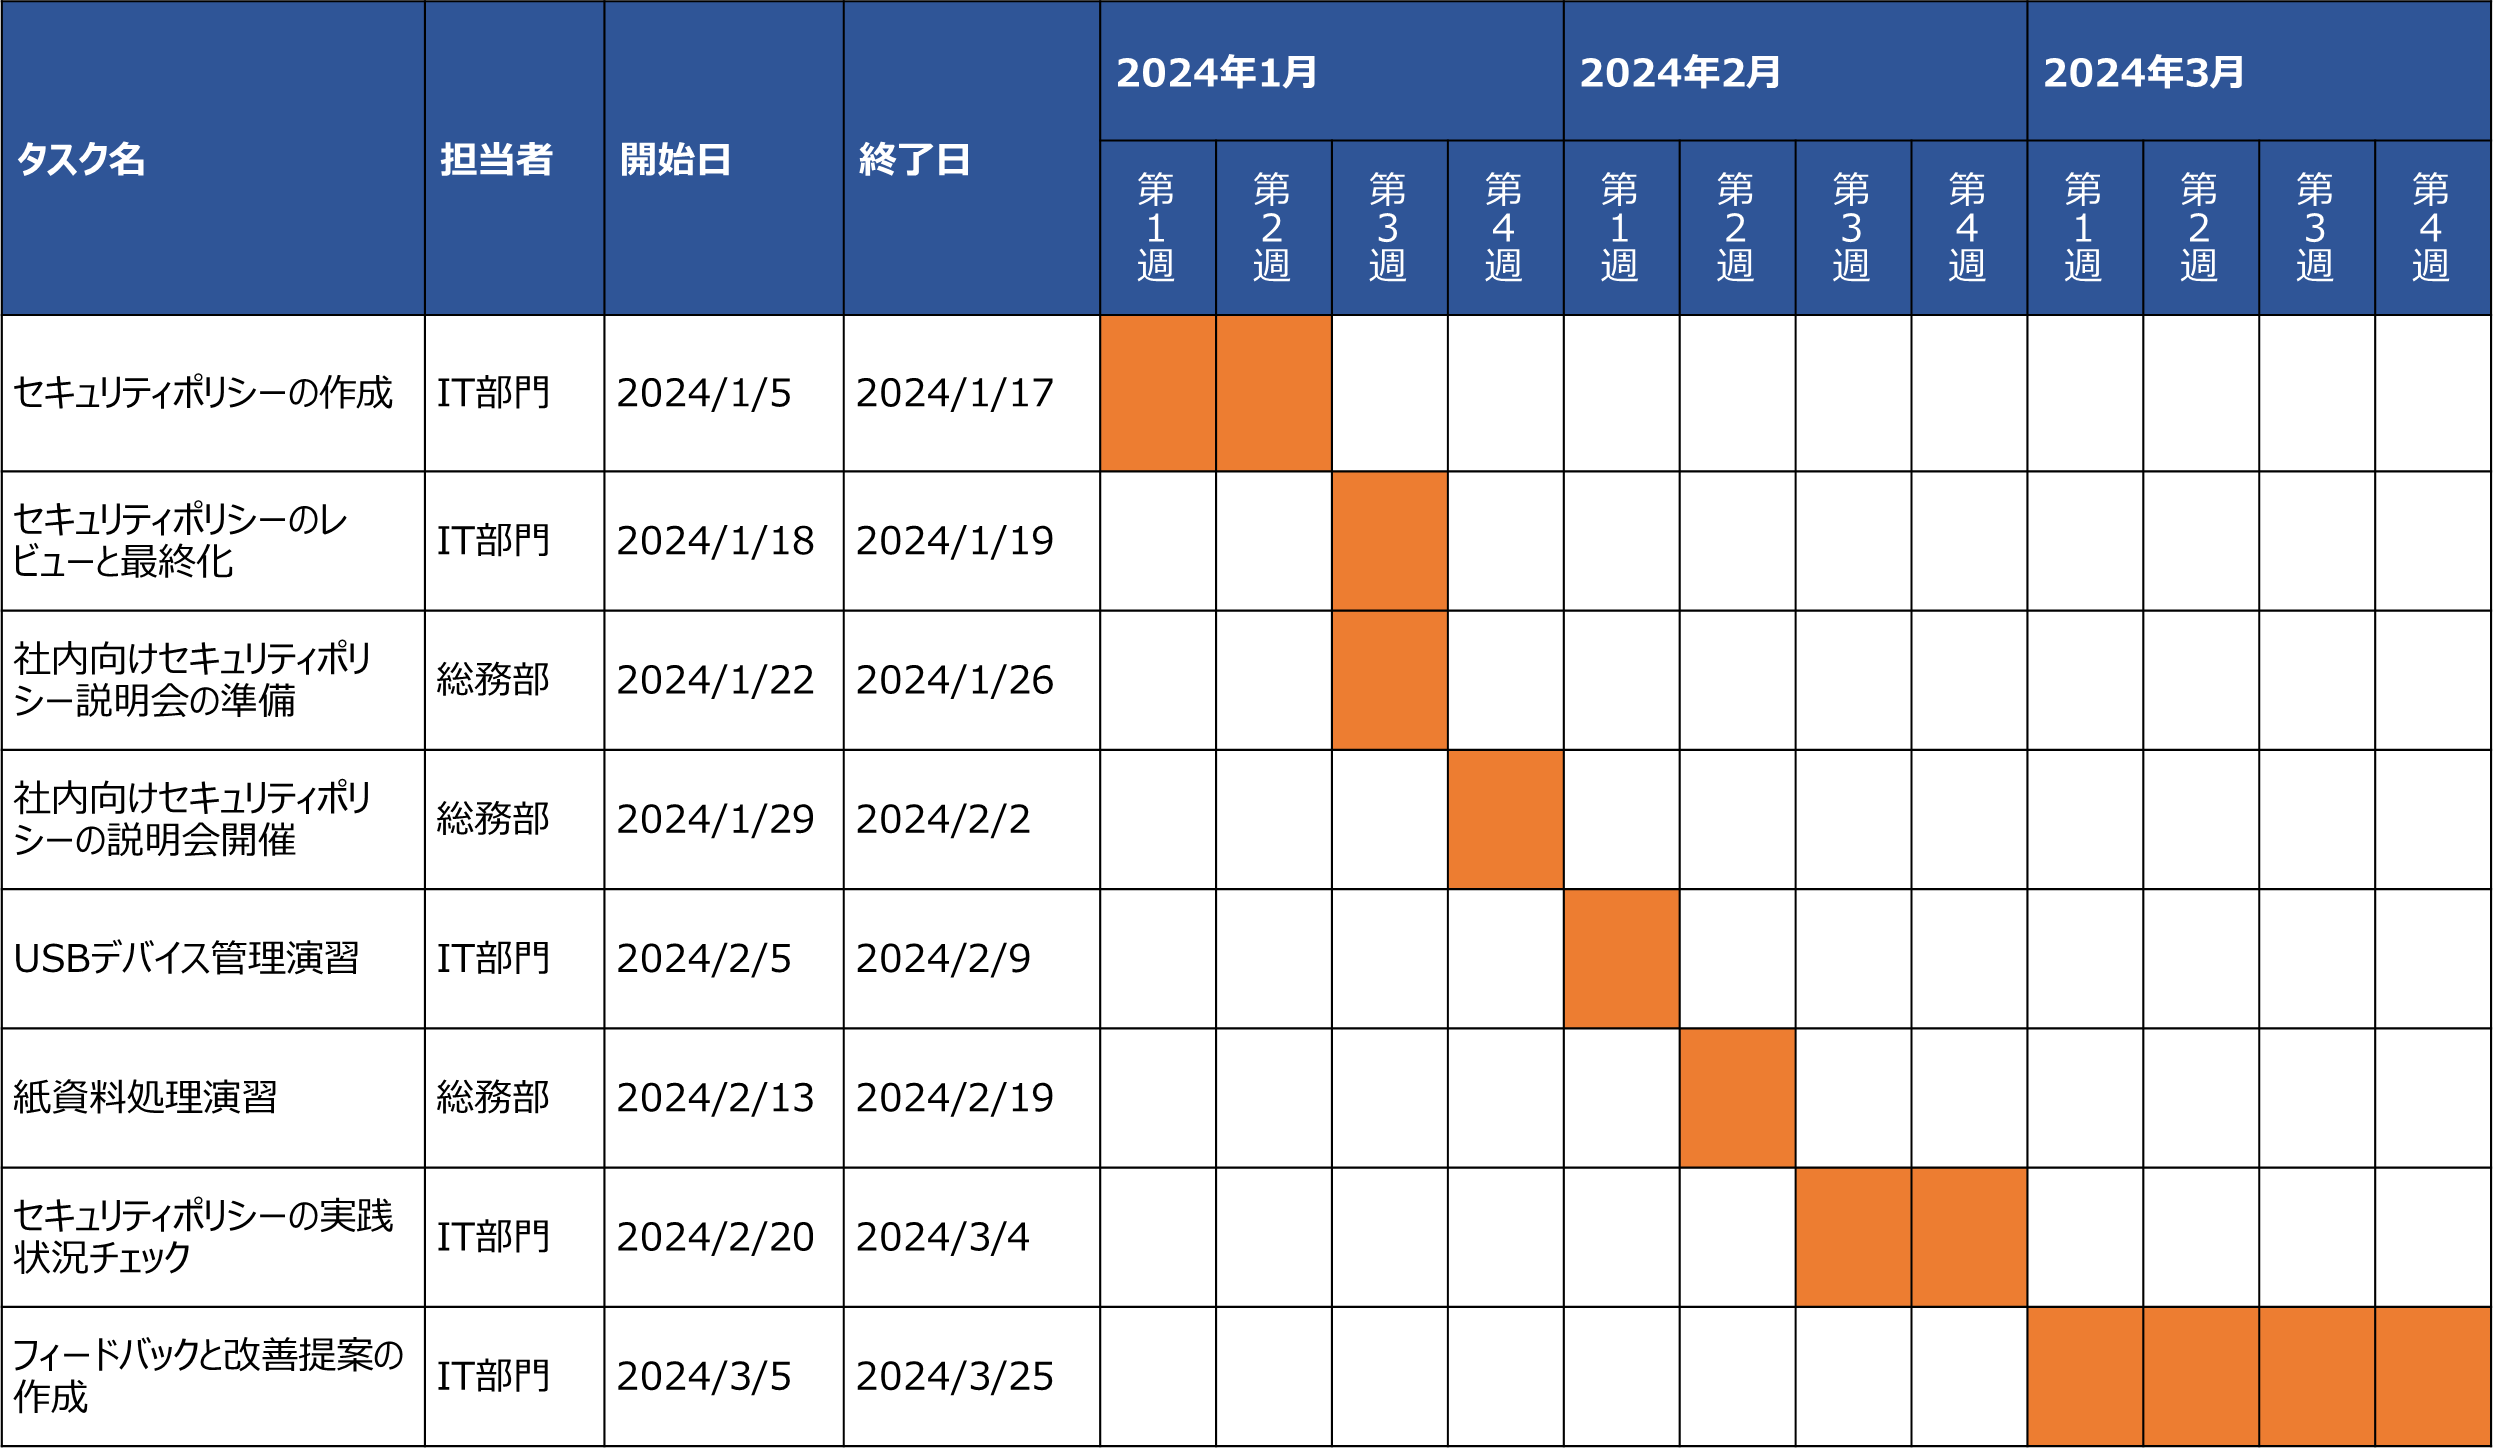 タスク名 担当者 開始日 終了日 2024年1月 2024年2月 2024年3月
第1週 第2週 第3週 第4週 第1週 第2週 第3週 第4週 第1週 第2週 第3週 第4週
セキュリティポリシーの作成 IT部門 2024/1/5 2024/1/17
セキュリティポリシーのレ
ビューと最終化 IT部門 2024/1/18 2024/1/19
社内向けセキュリティポリ
シー説明会の準備 総務部 2024/1/22 2024/1/26
社内向けセキュリティポリ
シーの説明会開催 総務部 2024/1/29 2024/2/2
USBデバイス管理演習 IT部門 2024/2/5 2024/2/9
紙資料処理演習 総務部 2024/2/13 2024/2/19
セキュリティポリシーの実践
状況チェック IT部門 2024/2/20 2024/3/4
フィードバックと改善提案の
作成 IT部門 2024/3/5 2024/3/25